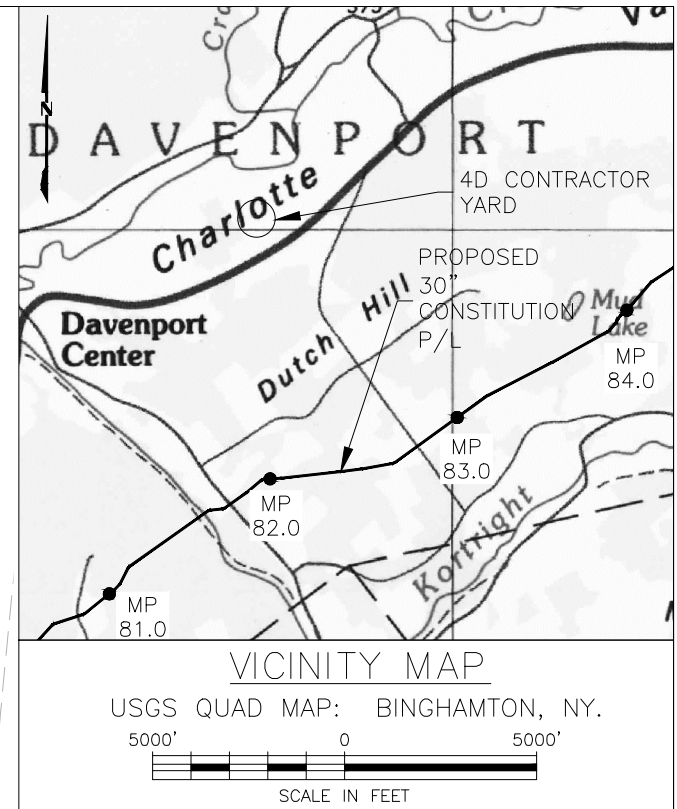 N
DAVENPORT
4D CONTRACTOR
YARD
Charlotte
PROPOSED
30"
CONSTITUTION
P/L
Dutch Hill
Mud
Lake
Davenport
Center
MP
84.0
MP
83.0
MP
82.0
Kortright
MP
81.0
VICINITY MAP
USGS QUAD MAP: BINGHAMTON, NY.
5000' 0 5000'
SCALE IN FEET